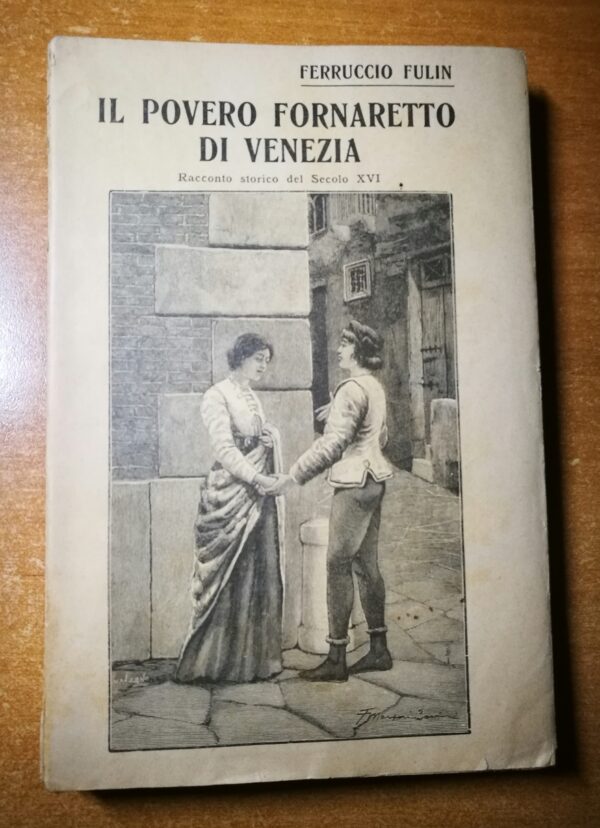 FERRUCCIO FULIN
IL POVERO FORNARETTO
DI VENEZIA
Racconto storico del Secolo XVI